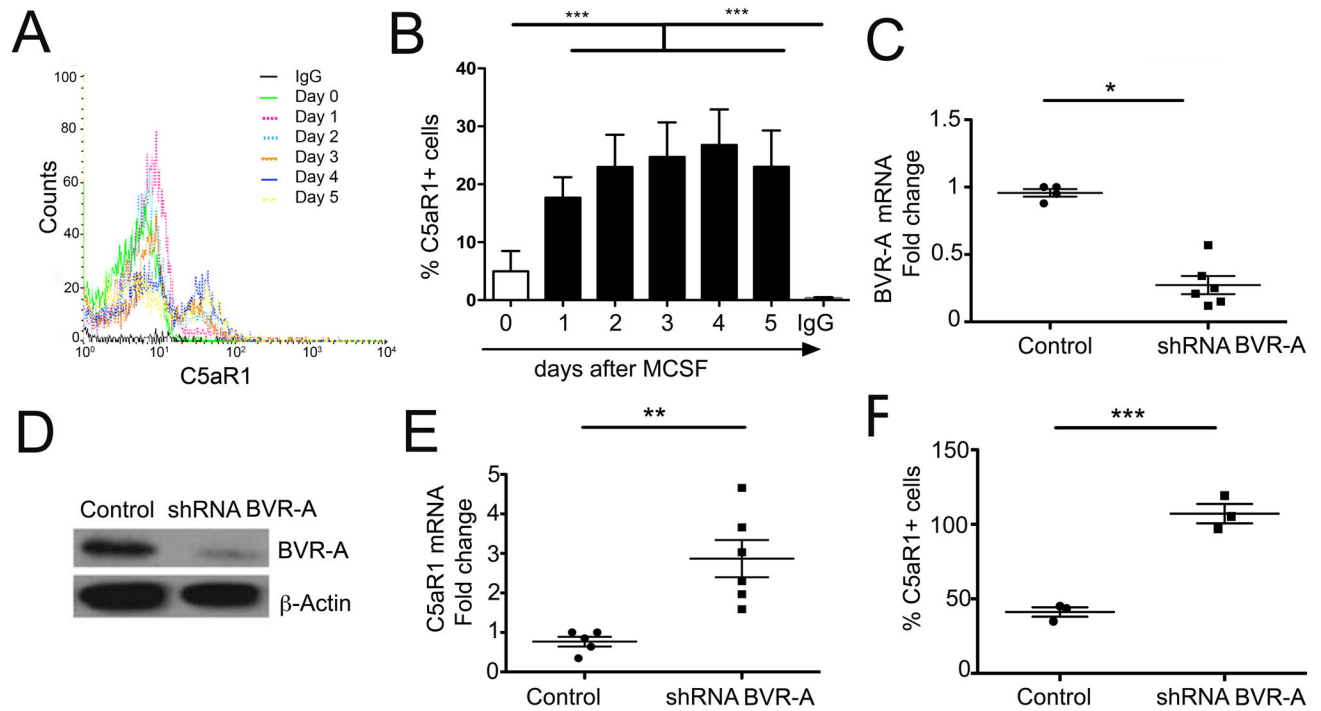 A
Counts
100
80
60
40
20
0
10⁰ 10¹ 10² 10³ 10⁴
C5aR1
IgG
Day 0
Day 1
Day 2
Day 3
Day 4
Day 5
B
*** ***
% C5aR1+ cells
40
30
20
10
0
0 1 2 3 4 5 IgG
days after MCSF
C
*
BVR-A mRNA
Fold change
1.5
1
0.5
0
Control shRNA BVR-A
D
Control shRNA BVR-A
BVR-A
β-Actin
E
**
C5aR1 mRNA
Fold change
5
4
3
2
1
0
Control shRNA BVR-A
F
***
% C5aR1+ cells
150
100
50
0
Control shRNA BVR-A